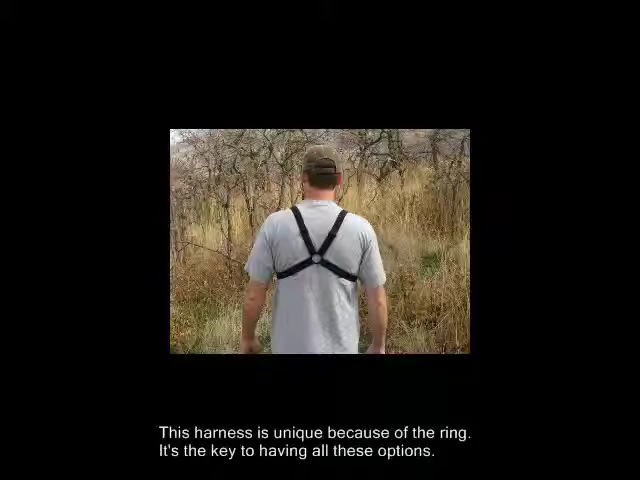 This harness is unique because of the ring.
It's the key to having all these options.